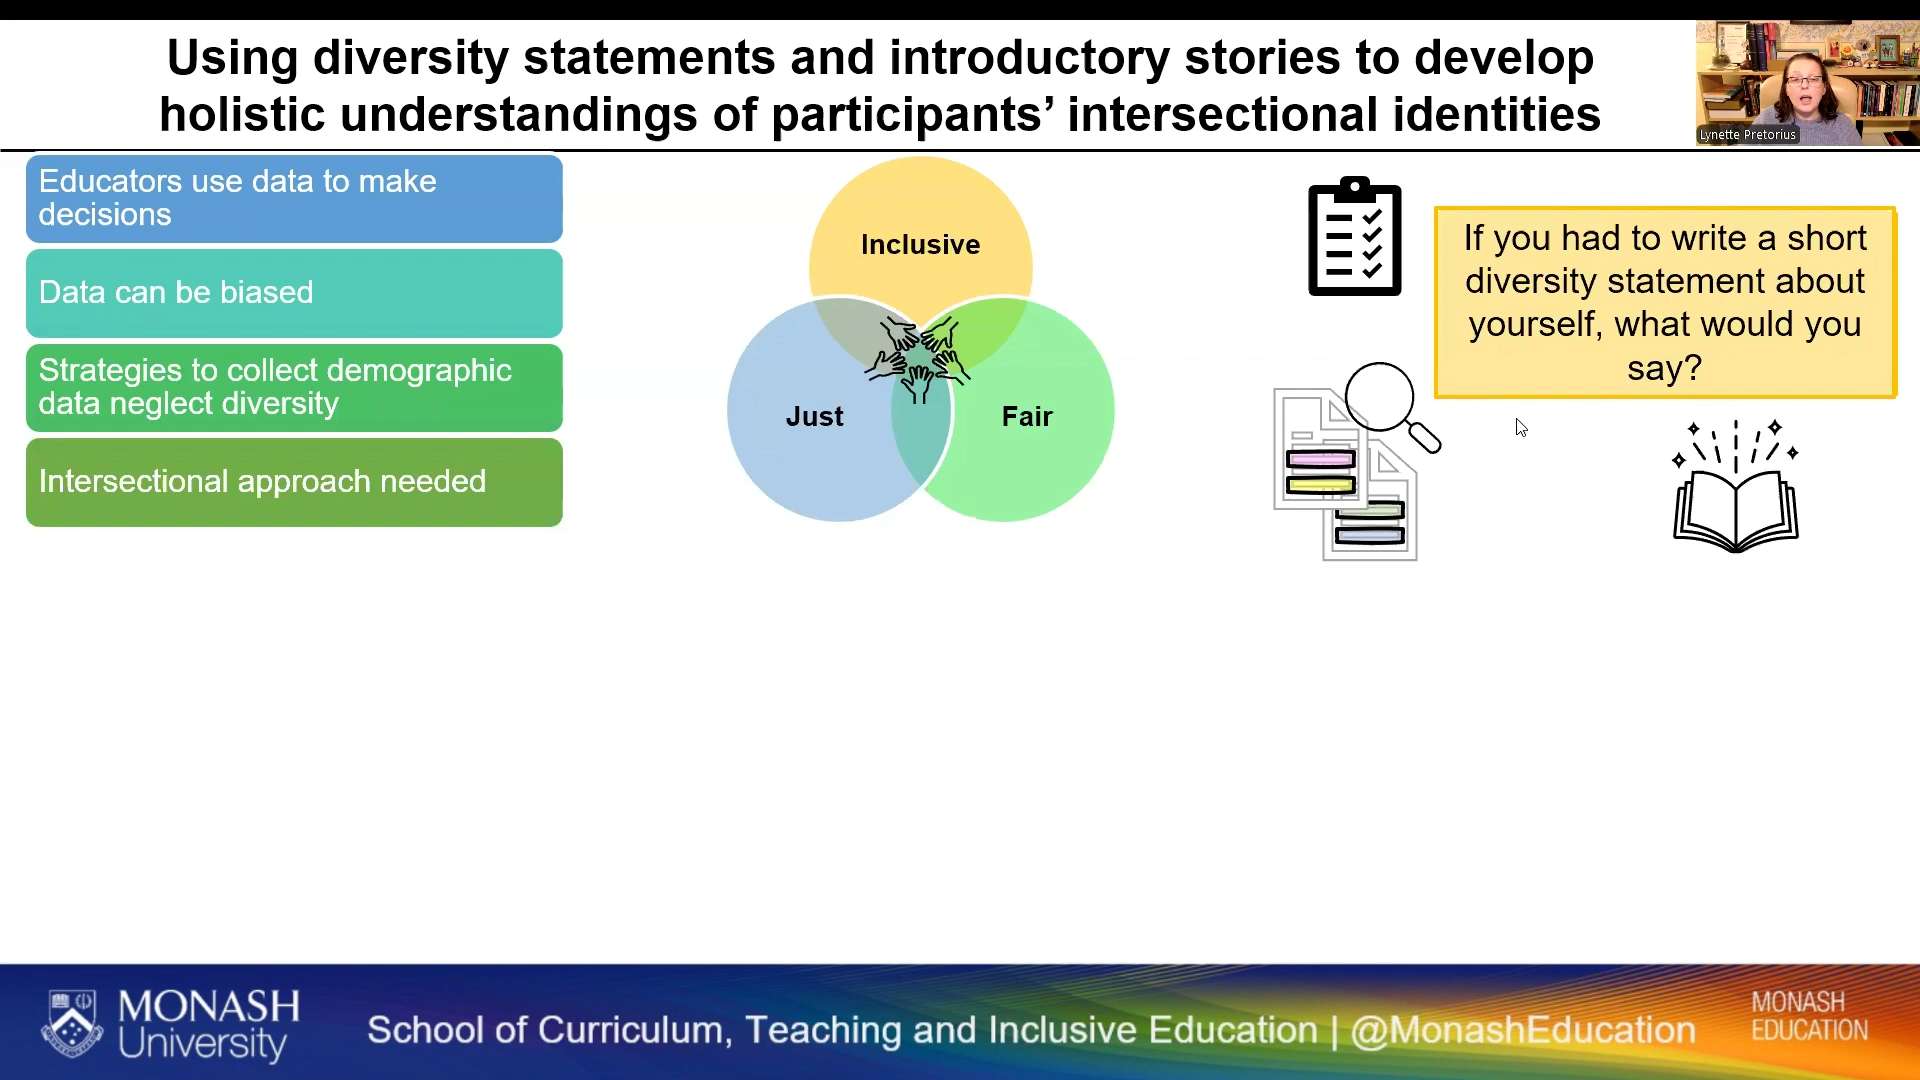 Using diversity statements and introductory stories to develop
holistic understandings of participants’ intersectional identities
Lynette Pretorius
Educators use data to make
decisions
Data can be biased
Strategies to collect demographic
data neglect diversity
Intersectional approach needed
Inclusive
Just
Fair
If you had to write a short
diversity statement about
yourself, what would you
say?
MONASH
University
School of Curriculum, Teaching and Inclusive Education | @MonashEducation
MONASH
EDUCATION